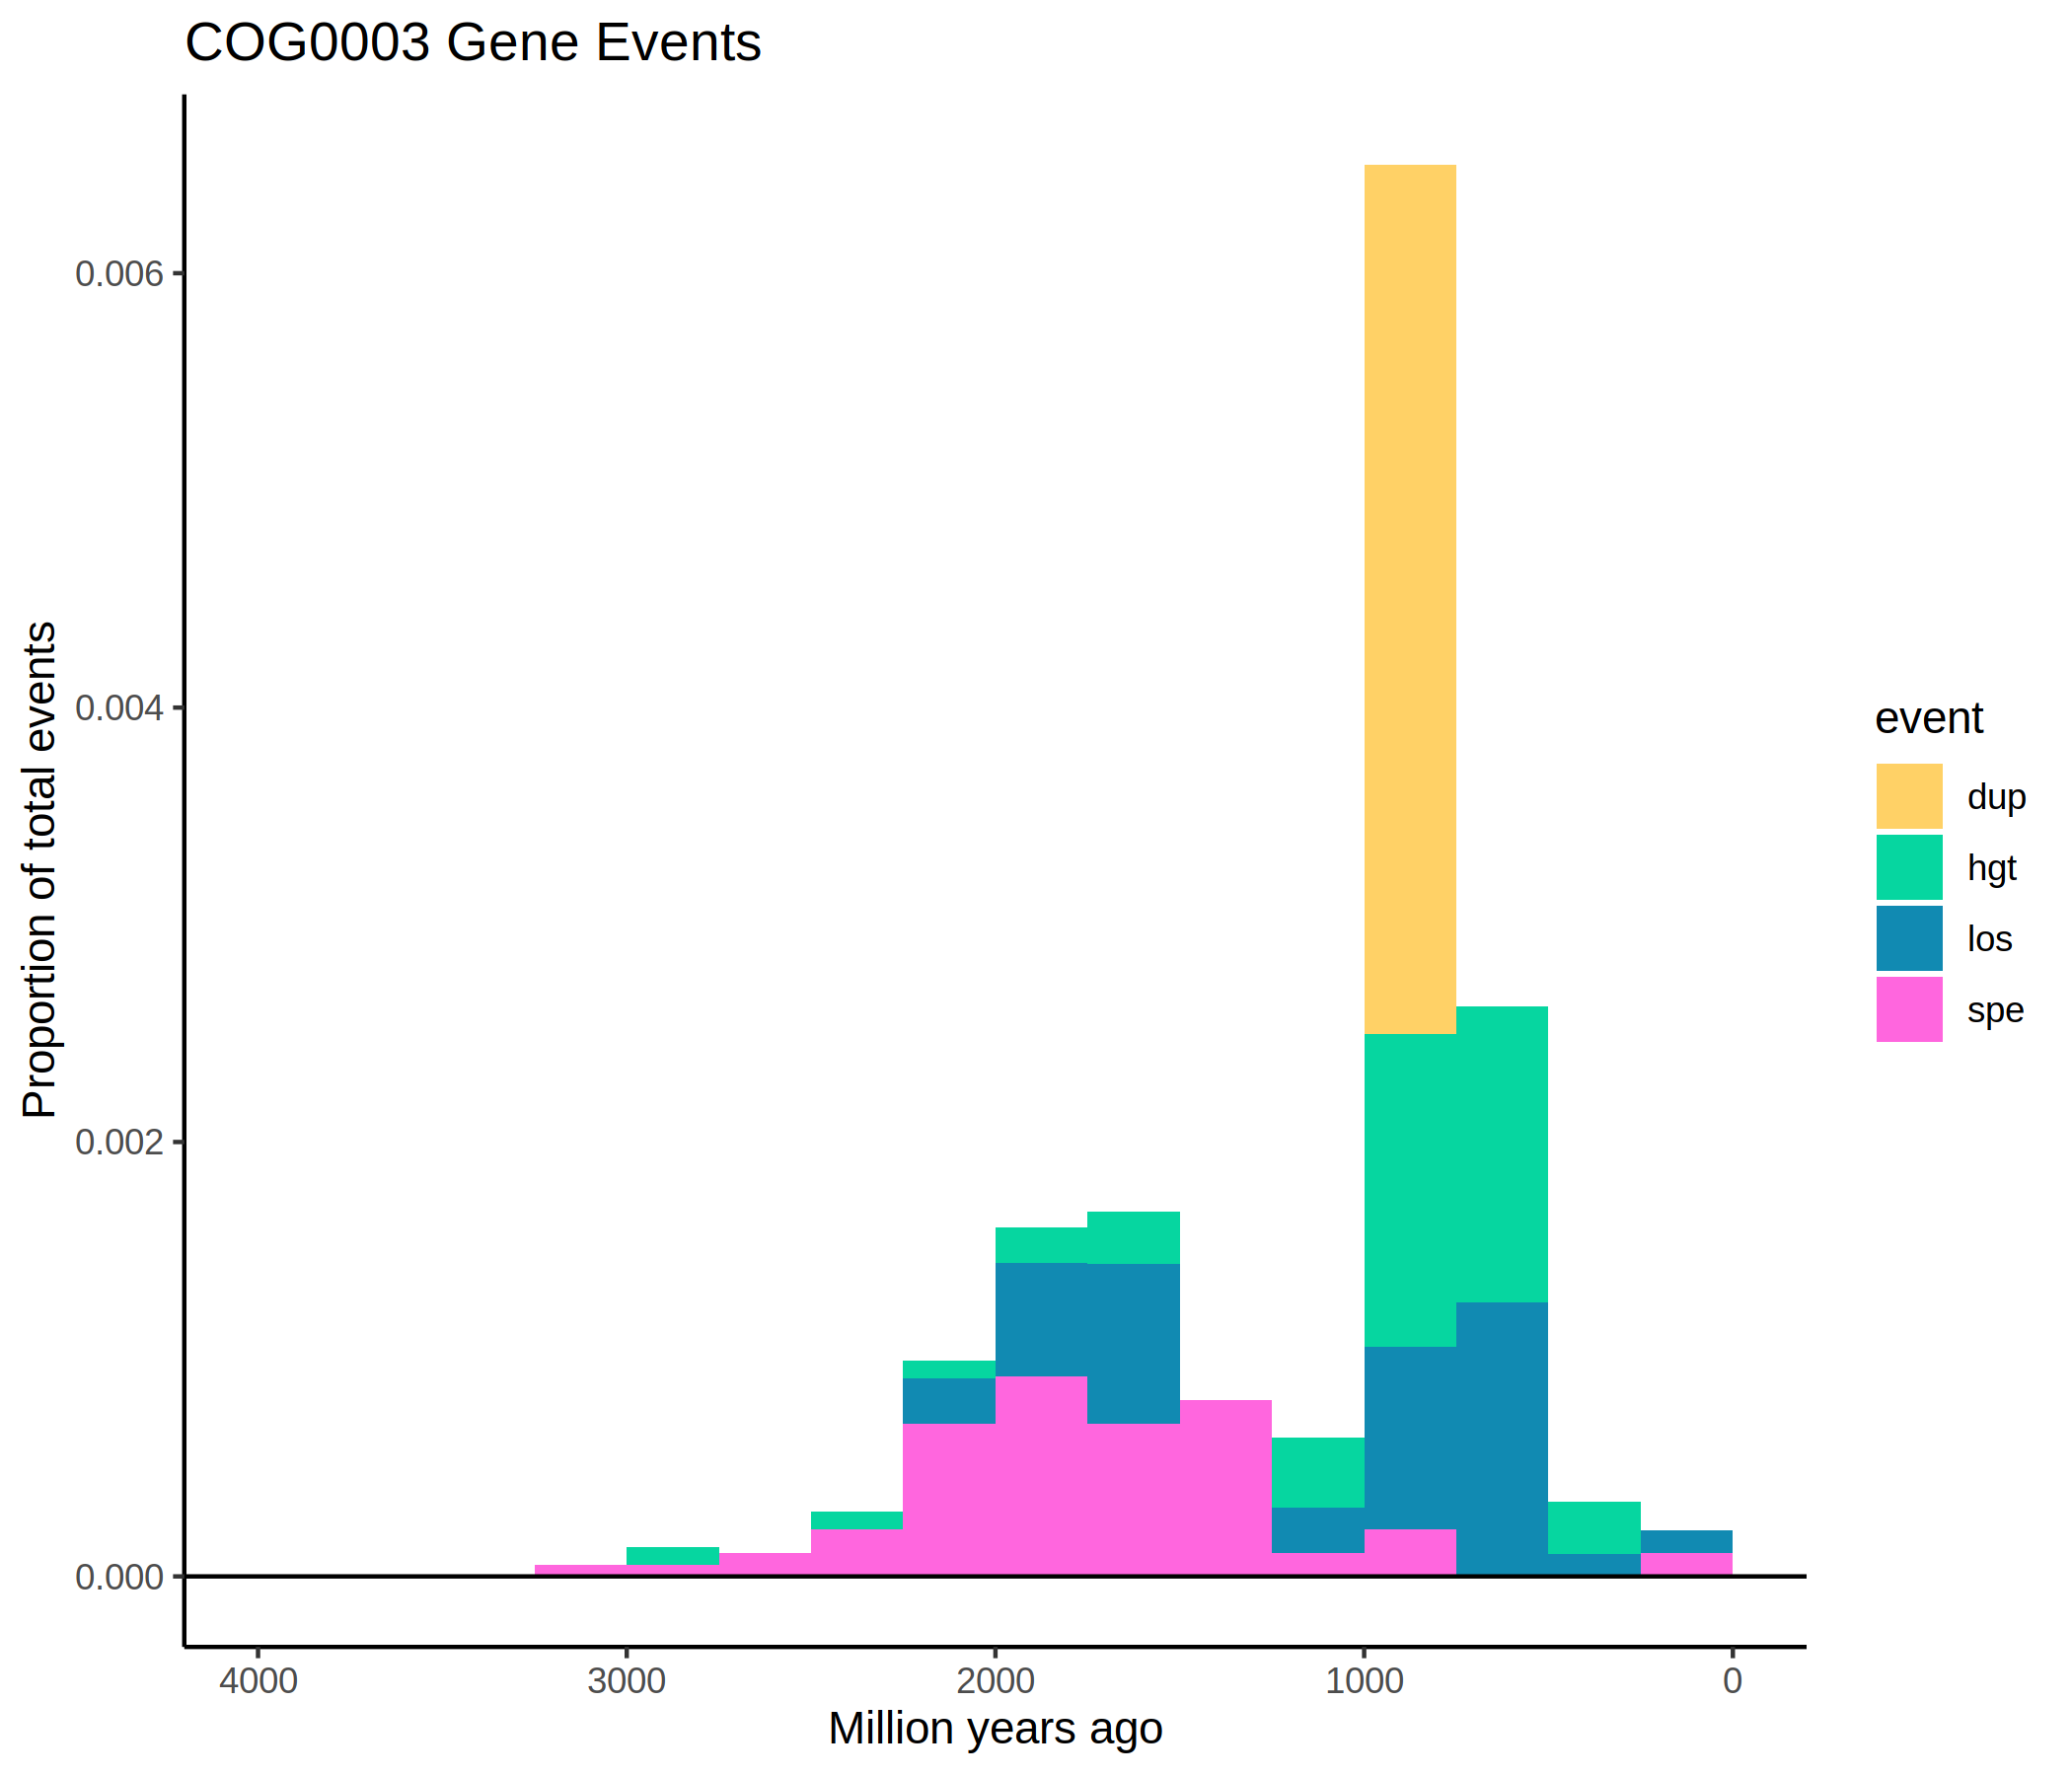 COG0003 Gene Events
Proportion of total events
0.006
0.004
0.002
0.000
4000 3000 2000 1000 0
Million years ago
event
dup
hgt
los
spe